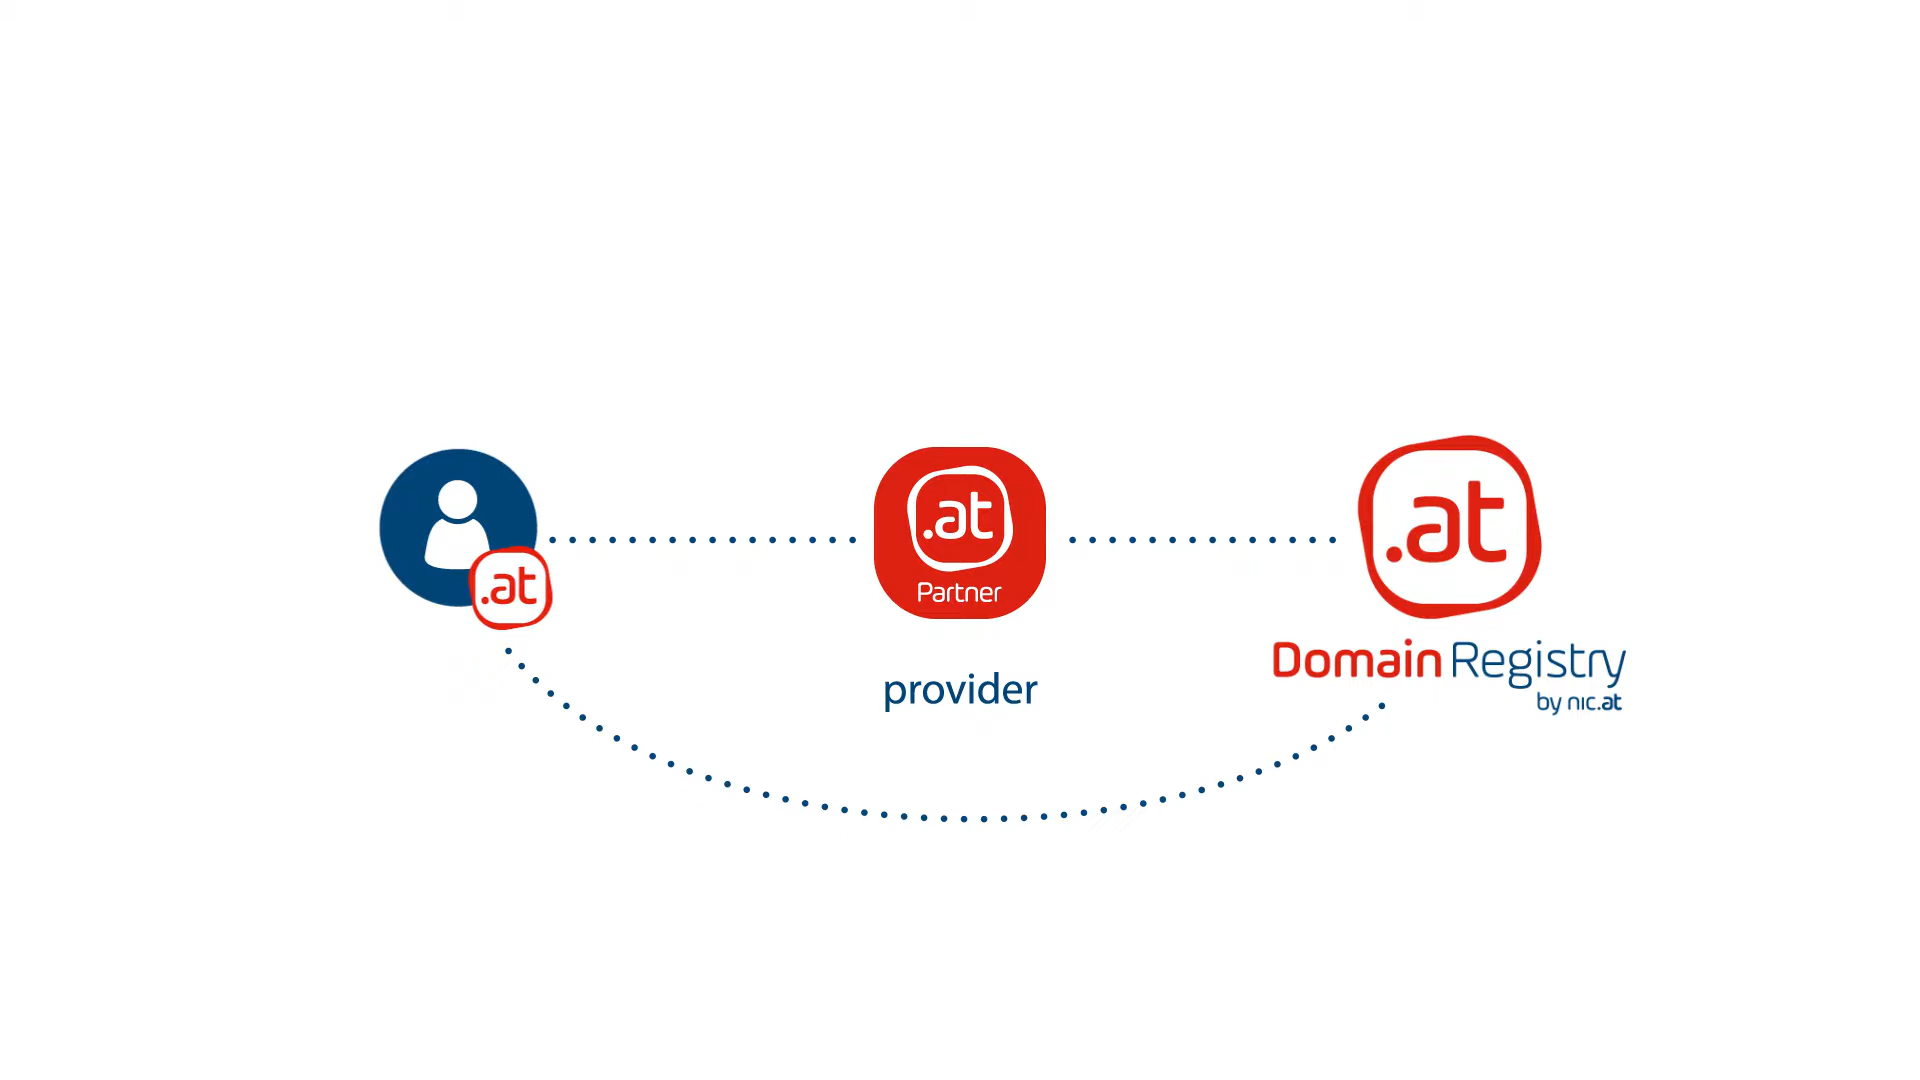 .at
.at
Partner
provider
.at
Domain Registry
by nic.at